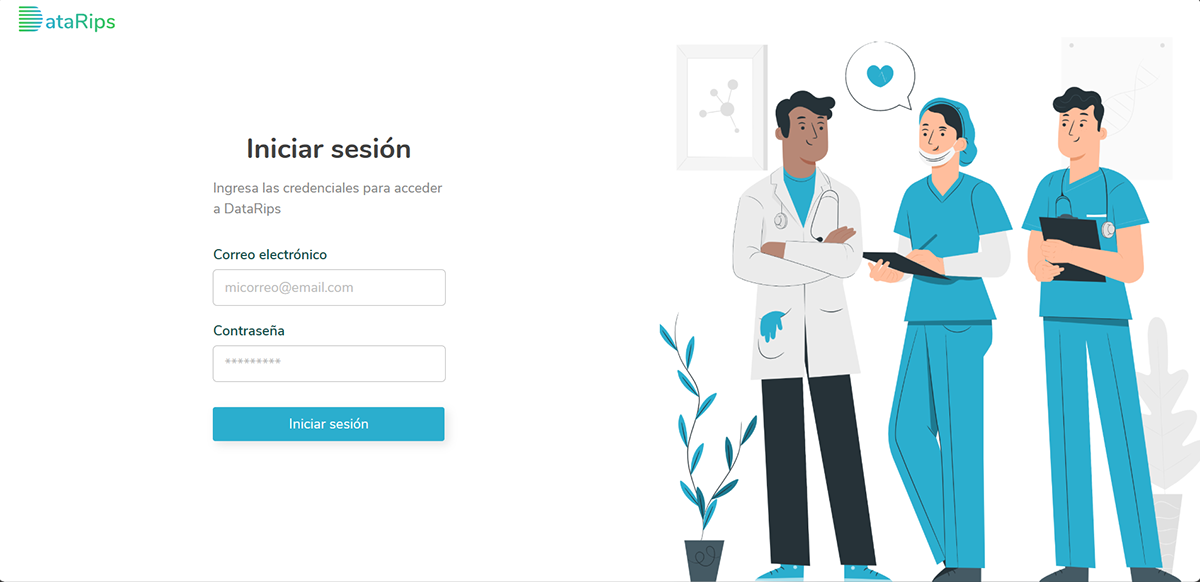 DataRips
Iniciar sesión
Ingresa las credenciales para acceder
a DataRips
Correo electrónico
micorreo@email.com
Contraseña
*********
Iniciar sesión